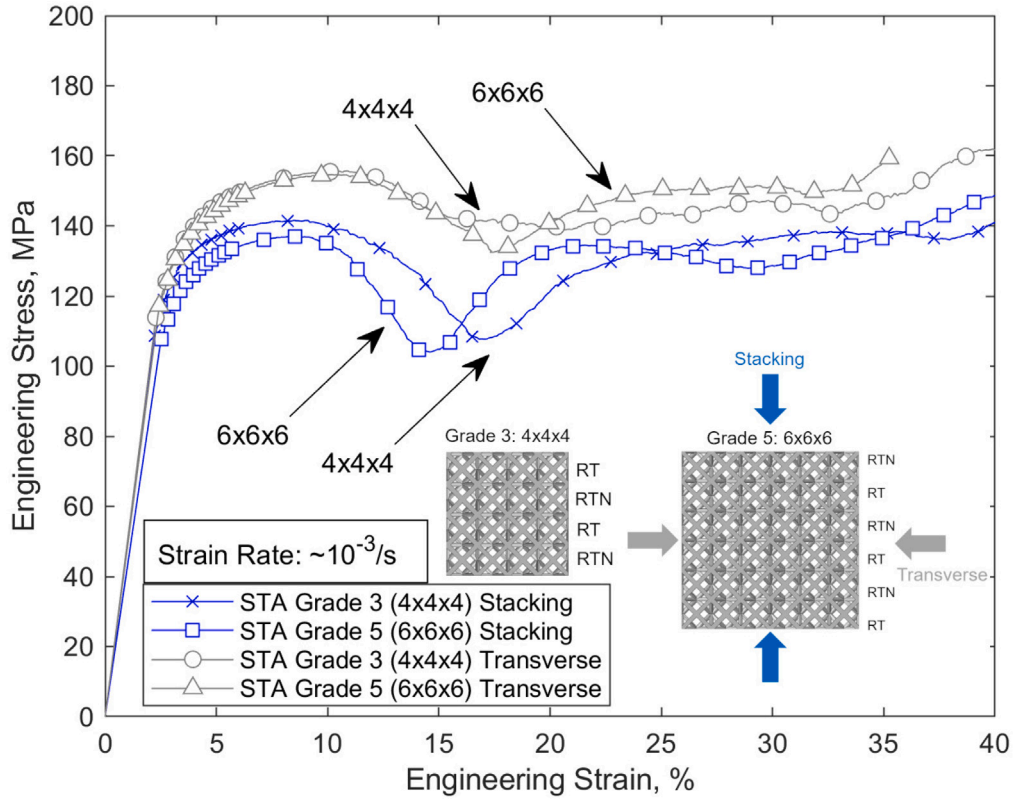 200
180
160
140
120
100
80
60
40
20
0
Engineering Stress, MPa
4x4x4
6x6x6
6x6x6
4x4x4
Stacking
Grade 3: 4x4x4
RT
RTN
RT
RTN
Grade 5: 6x6x6
RTN
RT
RTN
RT
RTN
RT
Transverse
Strain Rate: ~10⁻³/s
STA Grade 3 (4x4x4) Stacking
STA Grade 5 (6x6x6) Stacking
STA Grade 3 (4x4x4) Transverse
STA Grade 5 (6x6x6) Transverse
0 5 10 15 20 25 30 35 40
Engineering Strain, %